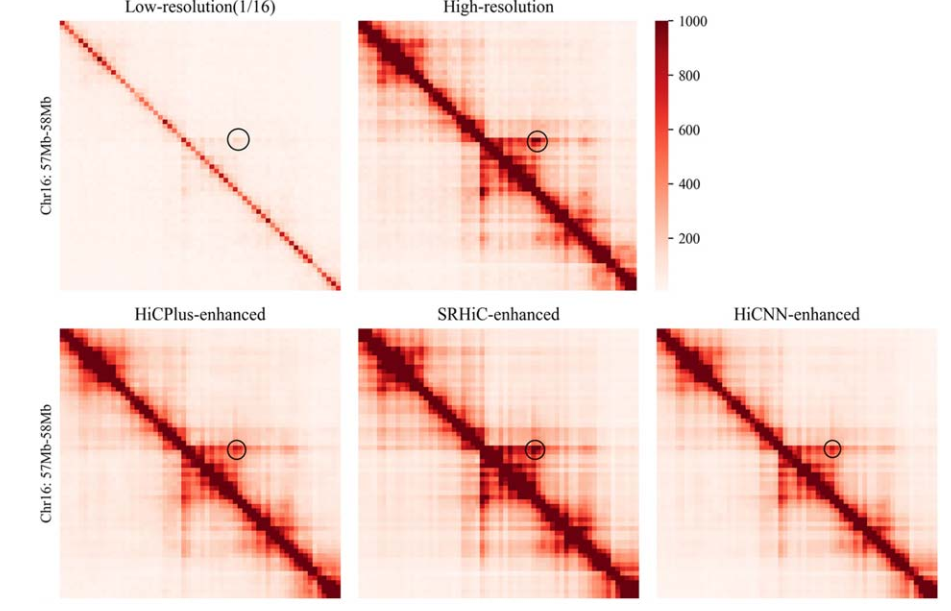 Low-resolution(1/16)
High-resolution
1000
800
600
400
200
Chr16: 57Mb-58Mb
HiCPlus-enhanced
SRHiC-enhanced
HiCNN-enhanced
Chr16: 57Mb-58Mb